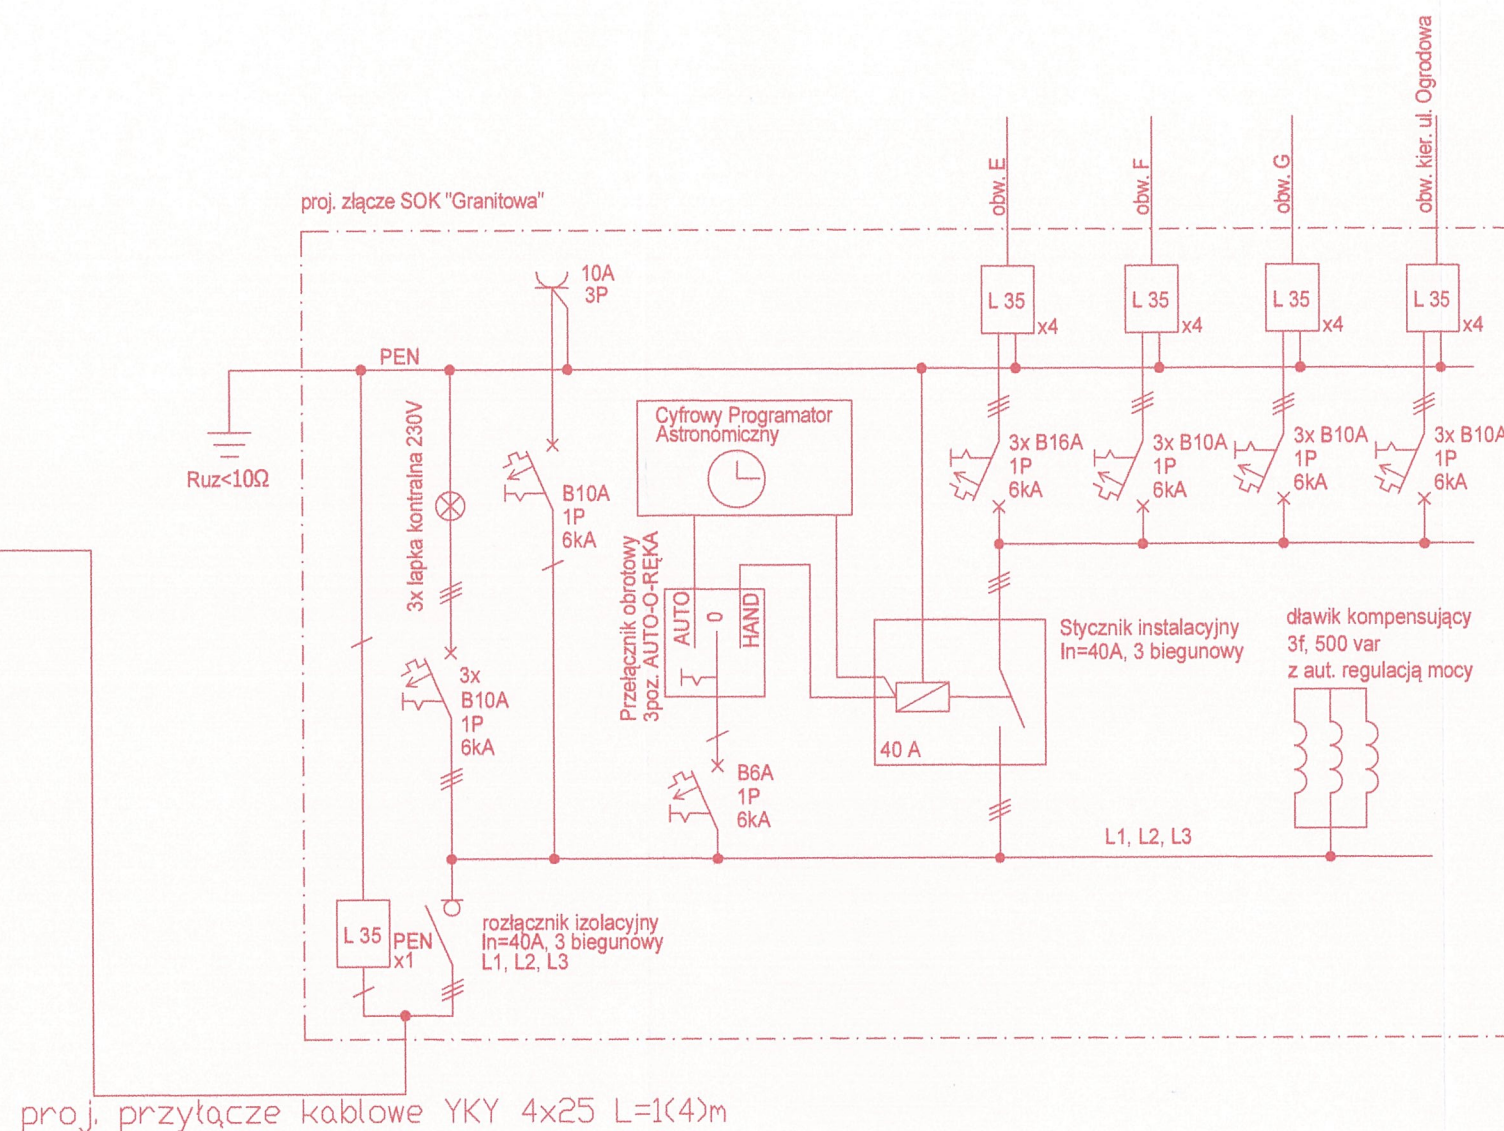 proj. złącze SOK "Granitowa"
obw. E
obw. F
obw. G
obw. kier. ul. Ogrodowa
10A
3P
L 35
x4
L 35
x4
L 35
x4
L 35
x4
PEN
Ruz<10Ω
3x lapka kontralna 230V
B10A
1P
6kA
Cyfrowy Programator
Astronomiczny
3x B16A
1P
6kA
3x B10A
1P
6kA
3x B10A
1P
6kA
3x B10A
1P
6kA
Przełącznik obrotowy
3poz. AUTO-O-RĘKA
AUTO
0
HAND
3x
B10A
1P
6kA
B6A
1P
6kA
Stycznik instalacyjny
In=40A, 3 biegunowy
40 A
dławik kompensujący
3f, 500 var
z aut. regulacją mocy
L1, L2, L3
L 35
PEN
x1
rozłącznik izolacyjny
In=40A, 3 biegunowy
L1, L2, L3
proj. przyłącze kablowe YKY 4x25 L=1(4)m